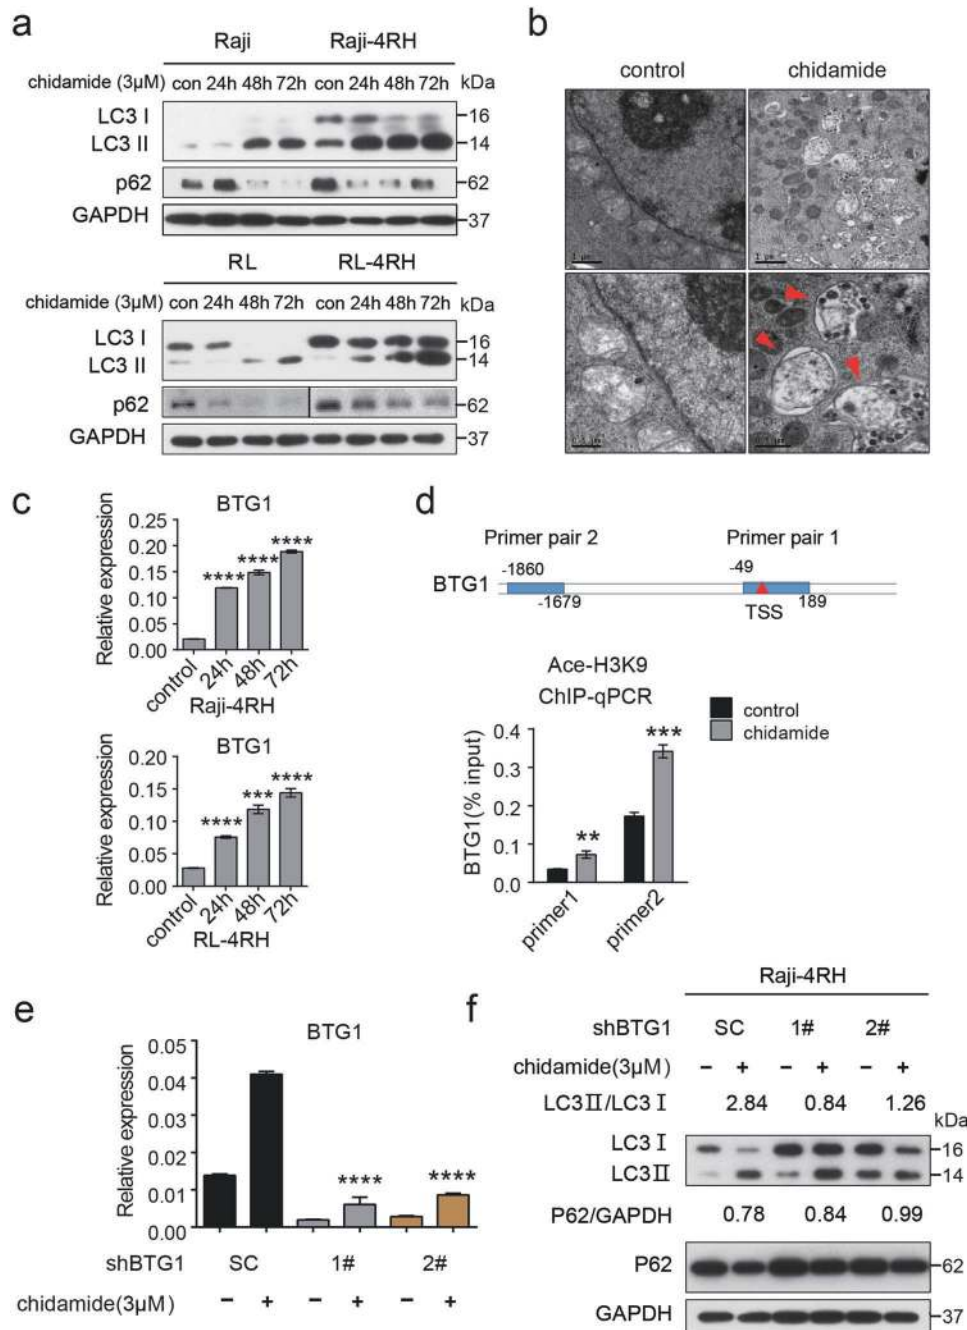 a
Raji Raji-4RH
chidamide (3μM) con 24h 48h 72h con 24h 48h 72h kDa
LC3 I 16
LC3 II 14
p62 62
GAPDH 37
RL RL-4RH
chidamide (3μM) con 24h 48h 72h con 24h 48h 72h kDa
LC3 I 16
LC3 II 14
p62 62
GAPDH 37
b
control chidamide
1 μm 1 μm
0.5 μm
c
BTG1
Relative expression
0.25
0.20
0.15
0.10
0.05
0.00
**** **** ****
control 24h 48h 72h
Raji-4RH
BTG1
Relative expression
0.20
0.15
0.10
0.05
0.00
**** *** ****
control 24h 48h 72h
RL-4RH
d
Primer pair 2 Primer pair 1
-1860 -49
BTG1
-1679 TSS 189
Ace-H3K9
ChIP-qPCR
control
chidamide
BTG1(% input)
0.4
0.3
0.2
0.1
0.0
** ***
primer1 primer2
e
BTG1
Relative expression
0.05
0.04
0.03
0.02
0.01
0.00
**** ****
shBTG1 SC 1# 2#
chidamide(3μM) − + − + − +
f
Raji-4RH
shBTG1 SC 1# 2#
chidamide(3μM) − + − + − +
LC3Ⅱ/LC3Ⅰ 2.84 0.84 1.26
kDa
LC3Ⅰ 16
LC3Ⅱ 14
P62/GAPDH 0.78 0.84 0.99
P62 62
GAPDH 37